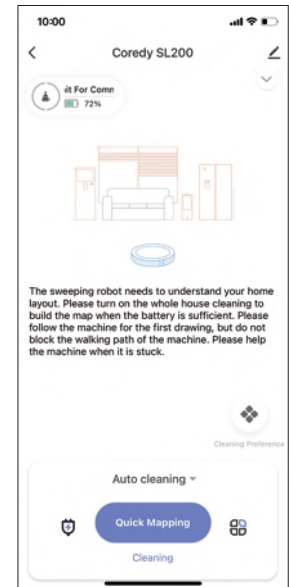 10:00
Coredy SL200
it For Comn
72%
The sweeping robot needs to understand your home
layout. Please turn on the whole house cleaning to
build the map when the battery is sufficient. Please
follow the machine for the first drawing, but do not
block the walking path of the machine. Please help
the machine when it is stuck.
Cleaning Preference
Auto cleaning
Quick Mapping
Cleaning